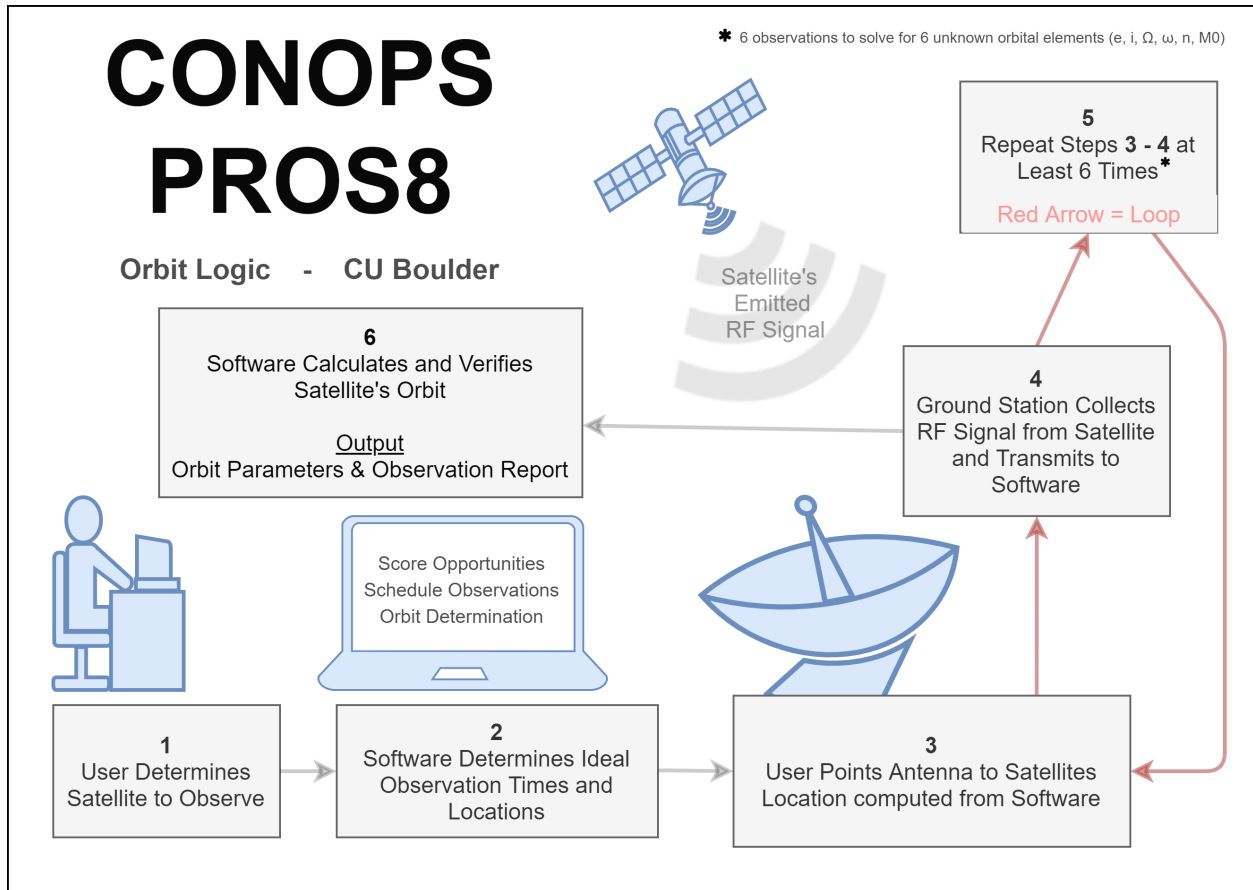 CONOPS
PROS8
Orbit Logic - CU Boulder
✱ 6 observations to solve for 6 unknown orbital elements (e, i, Ω, ω, n, M0)
Satellite's
Emitted
RF Signal
5
Repeat Steps 3 - 4 at
Least 6 Times✱
Red Arrow = Loop
6
Software Calculates and Verifies
Satellite's Orbit
Output
Orbit Parameters & Observation Report
4
Ground Station Collects
RF Signal from Satellite
and Transmits to
Software
Score Opportunities
Schedule Observations
Orbit Determination
1
User Determines
Satellite to Observe
2
Software Determines Ideal
Observation Times and
Locations
3
User Points Antenna to Satellites
Location computed from Software